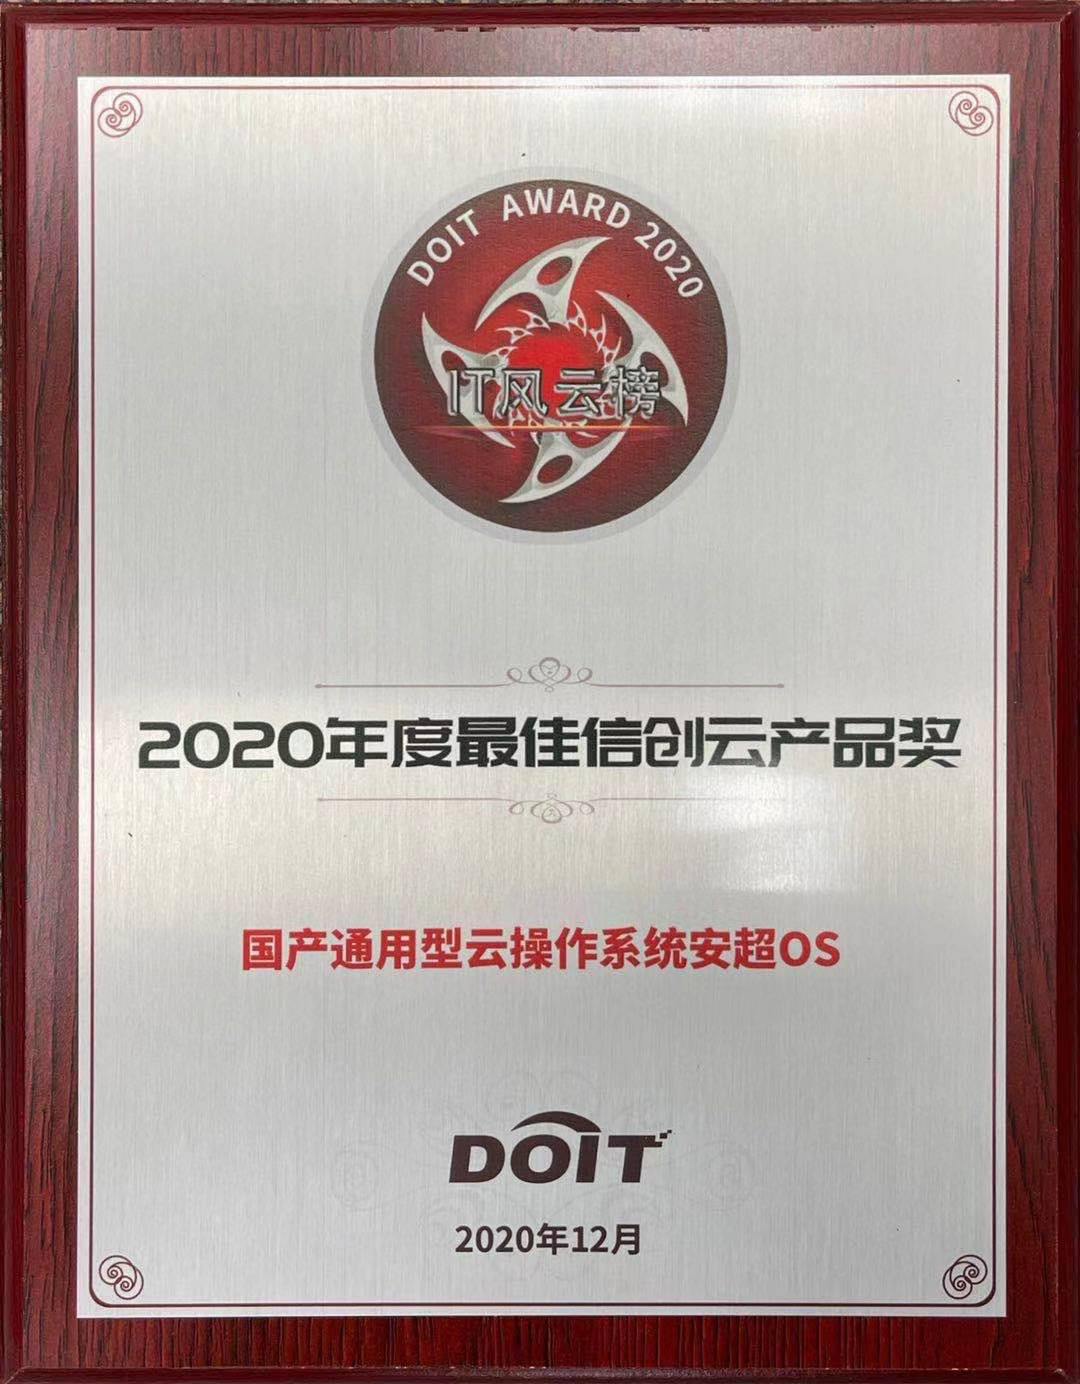 DOIT AWARD 2020
IT风云榜
2020年度最佳信创云产品奖
国产通用型云操作系统安超OS
DOIT
2020年12月